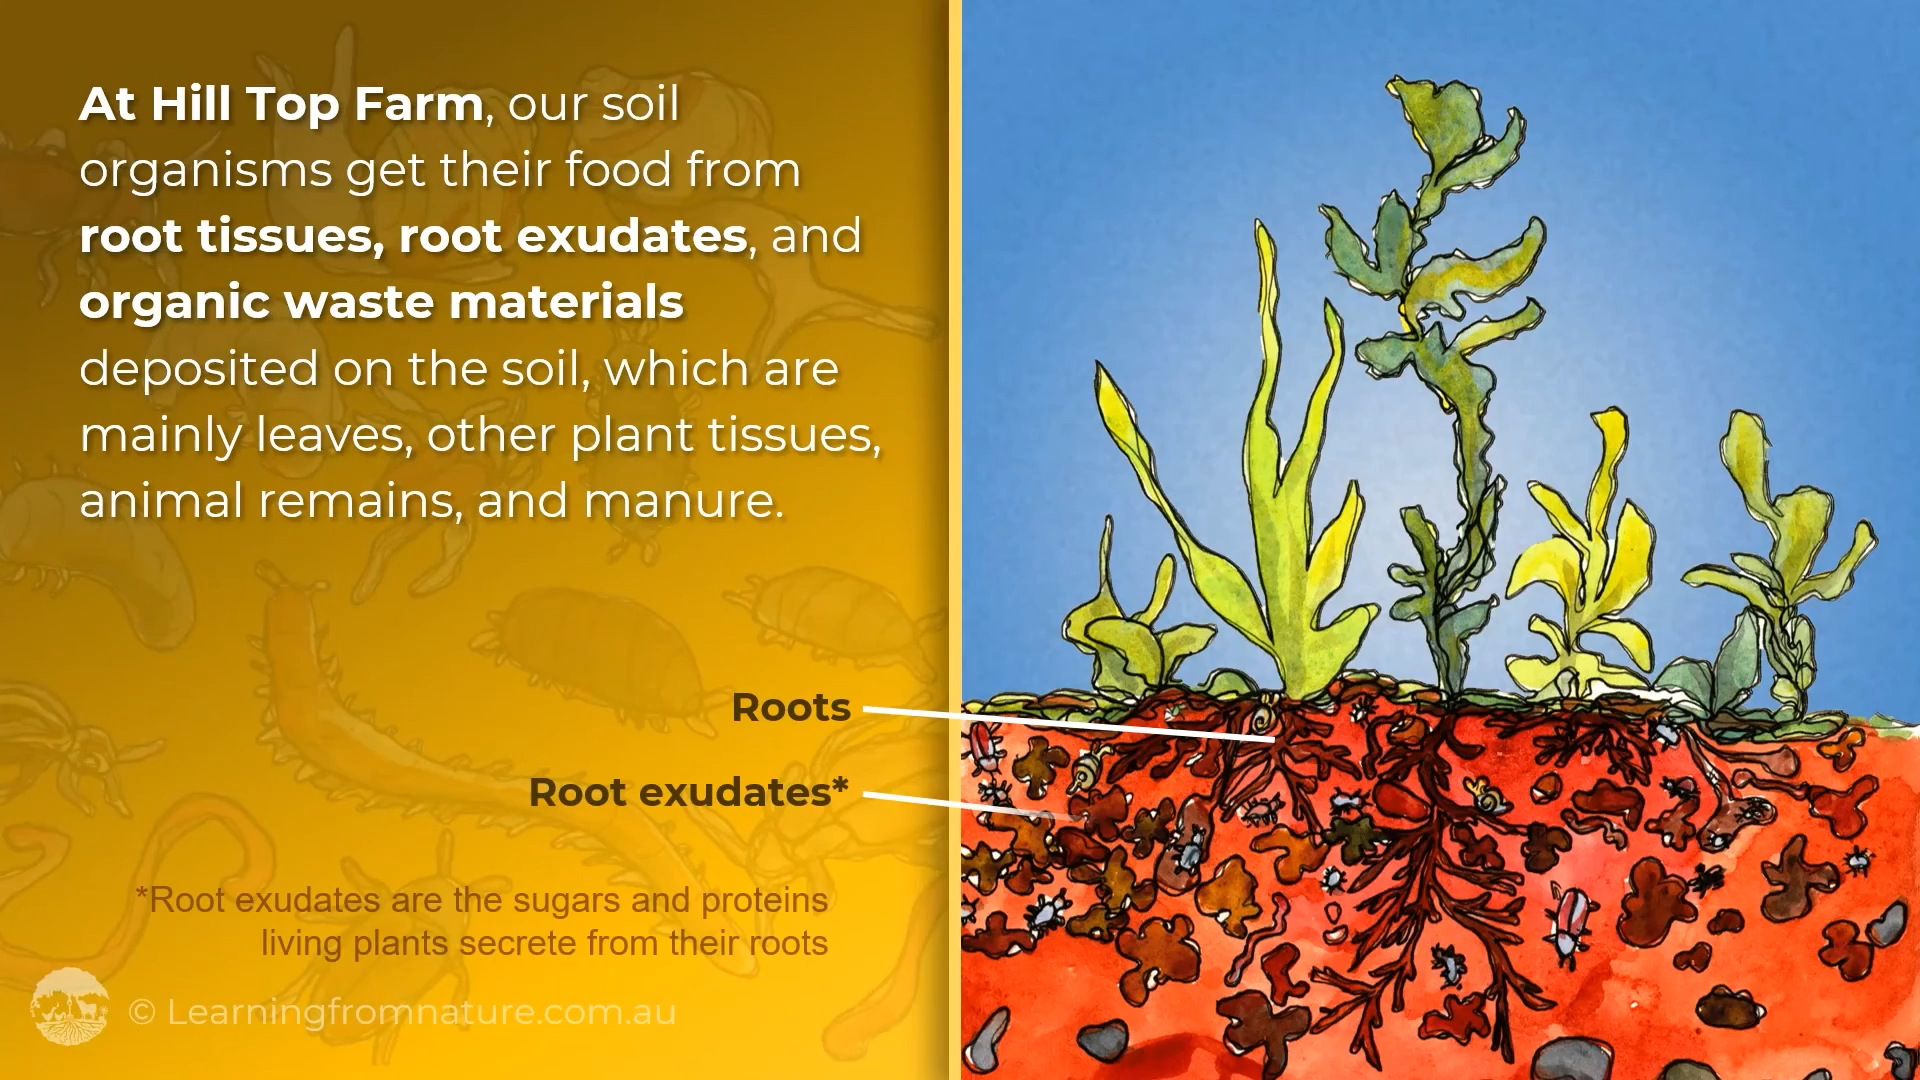 At Hill Top Farm, our soil
organisms get their food from
root tissues, root exudates, and
organic waste materials
deposited on the soil, which are
mainly leaves, other plant tissues,
animal remains, and manure.
Roots
Root exudates*
*Root exudates are the sugars and proteins
living plants secrete from their roots
© Learningfromnature.com.au